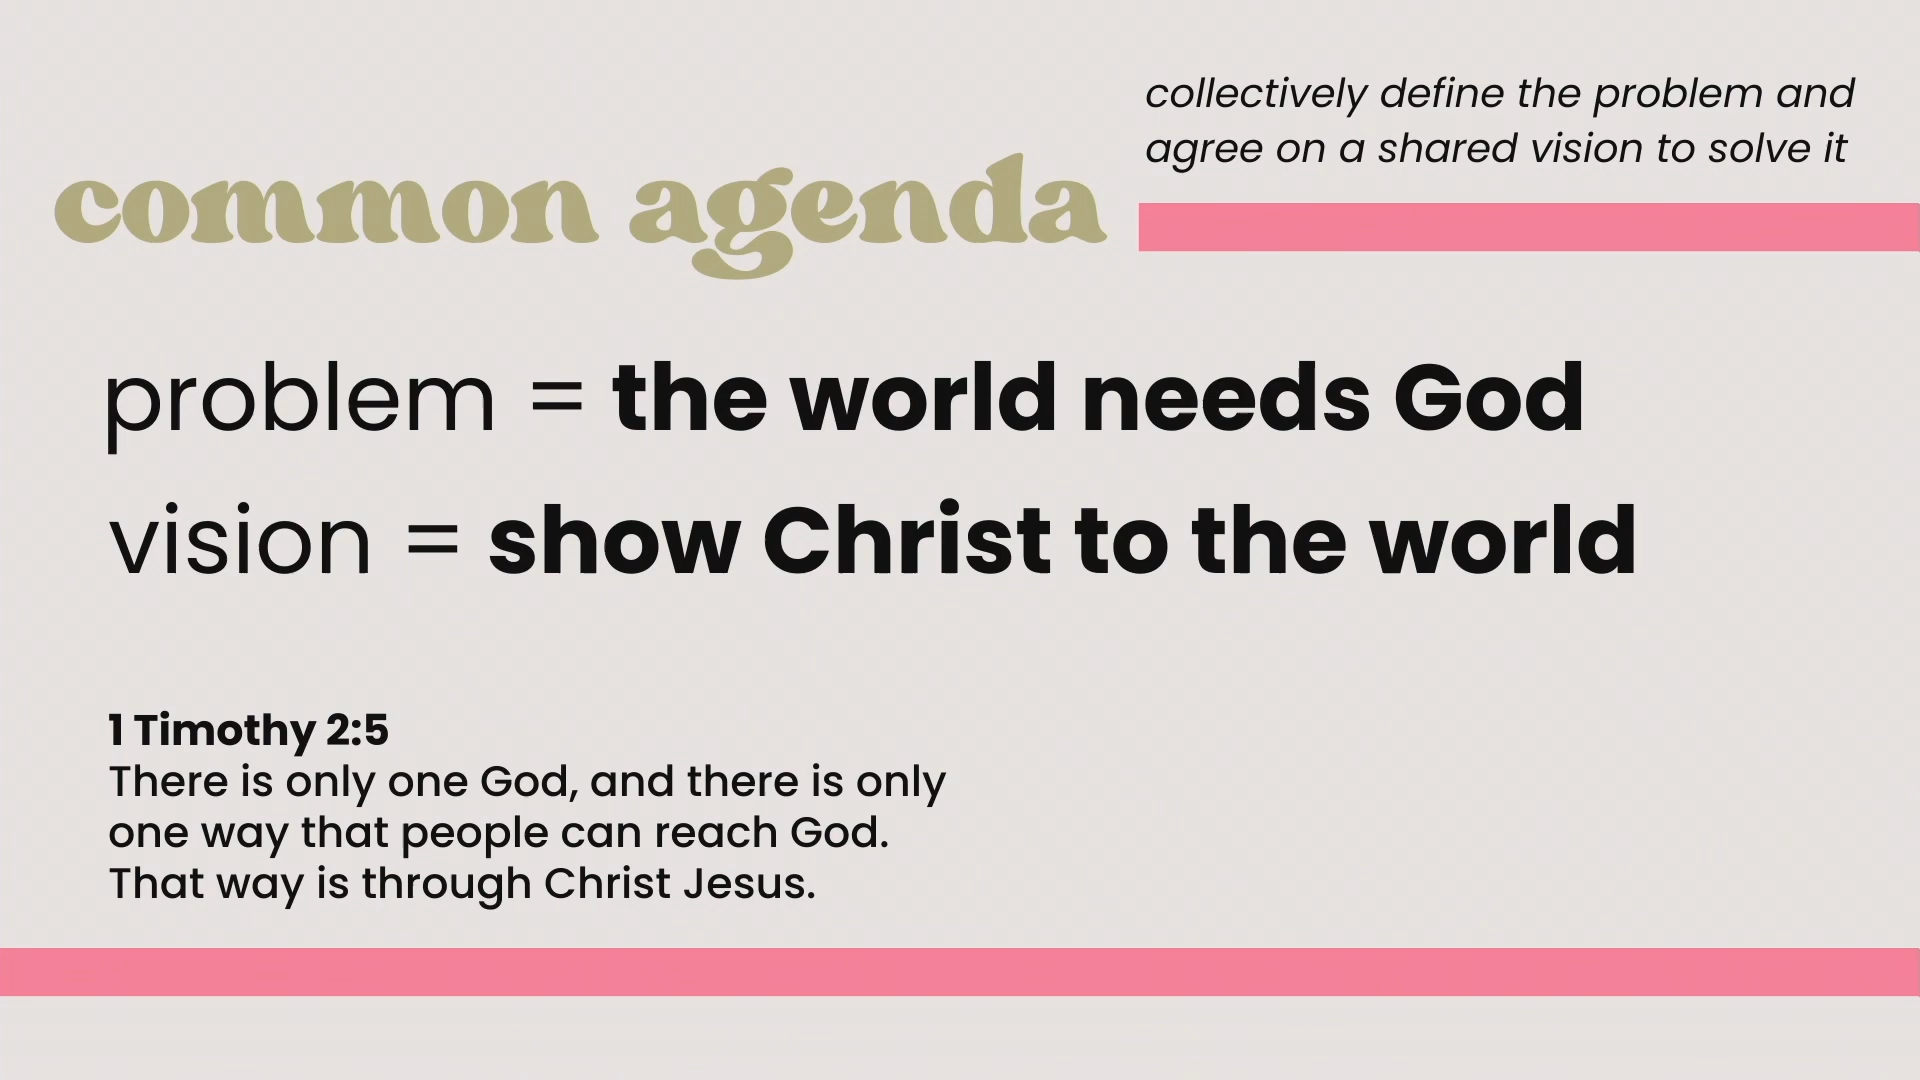 collectively define the problem and
agree on a shared vision to solve it
common agenda
problem = the world needs God
vision = show Christ to the world
1 Timothy 2:5
There is only one God, and there is only
one way that people can reach God.
That way is through Christ Jesus.